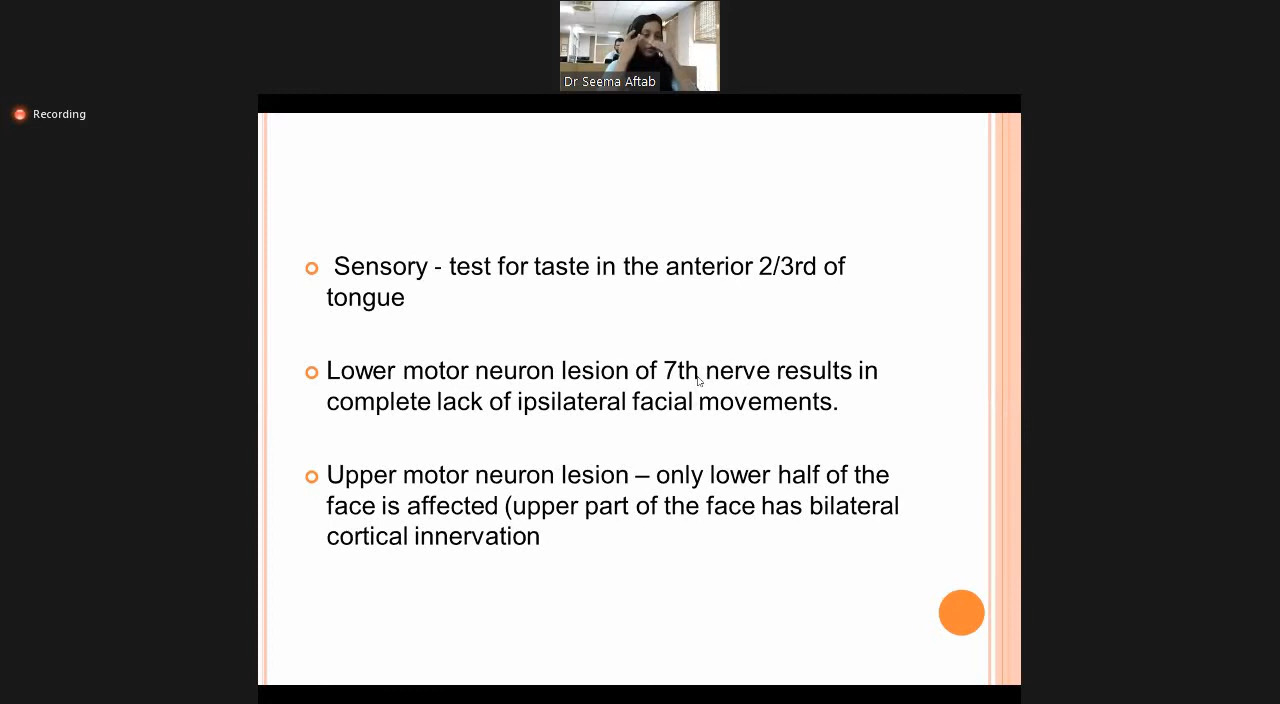 Dr Seema Aftab
Recording
Sensory - test for taste in the anterior 2/3rd of
tongue
Lower motor neuron lesion of 7th nerve results in
complete lack of ipsilateral facial movements.
Upper motor neuron lesion – only lower half of the
face is affected (upper part of the face has bilateral
cortical innervation